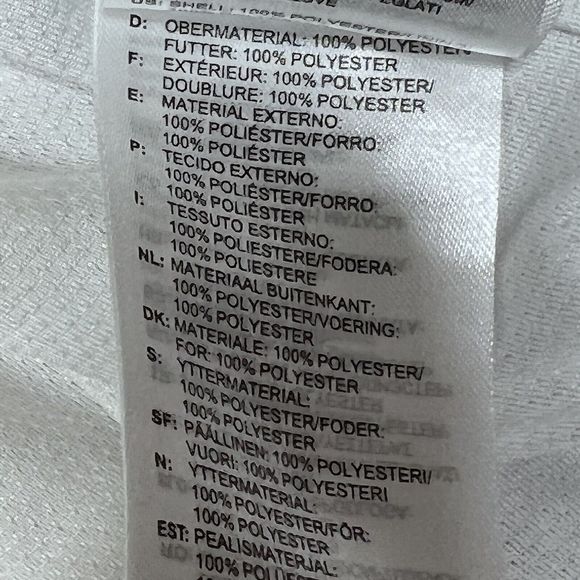 SHELL: 100% POLYESTER
D: OBERMATERIAL: 100% POLYESTER/
FUTTER: 100% POLYESTER
F: EXTÉRIEUR: 100% POLYESTER/
DOUBLURE: 100% POLYESTER
E: MATERIAL EXTERNO:
100% POLIÉSTER/FORRO:
100% POLIÉSTER
P: TECIDO EXTERNO:
100% POLIÉSTER/FORRO:
100% POLIÉSTER
I: TESSUTO ESTERNO:
100% POLIESTERE/FODERA:
100% POLIESTERE
NL: MATERIAAL BUITENKANT:
100% POLYESTER/VOERING:
100% POLYESTER
DK: MATERIALE: 100% POLYESTER/
FOR: 100% POLYESTER
S: YTTERMATERIAL:
100% POLYESTER/FODER:
100% POLYESTER
SF: PÄÄLLINEN: 100% POLYESTERI/
VUORI: 100% POLYESTERI
N: YTTERMATERIAL:
100% POLYESTER/FÔR:
100% POLYESTER
EST: PEALISMATERJAL:
100% POLÜESTER